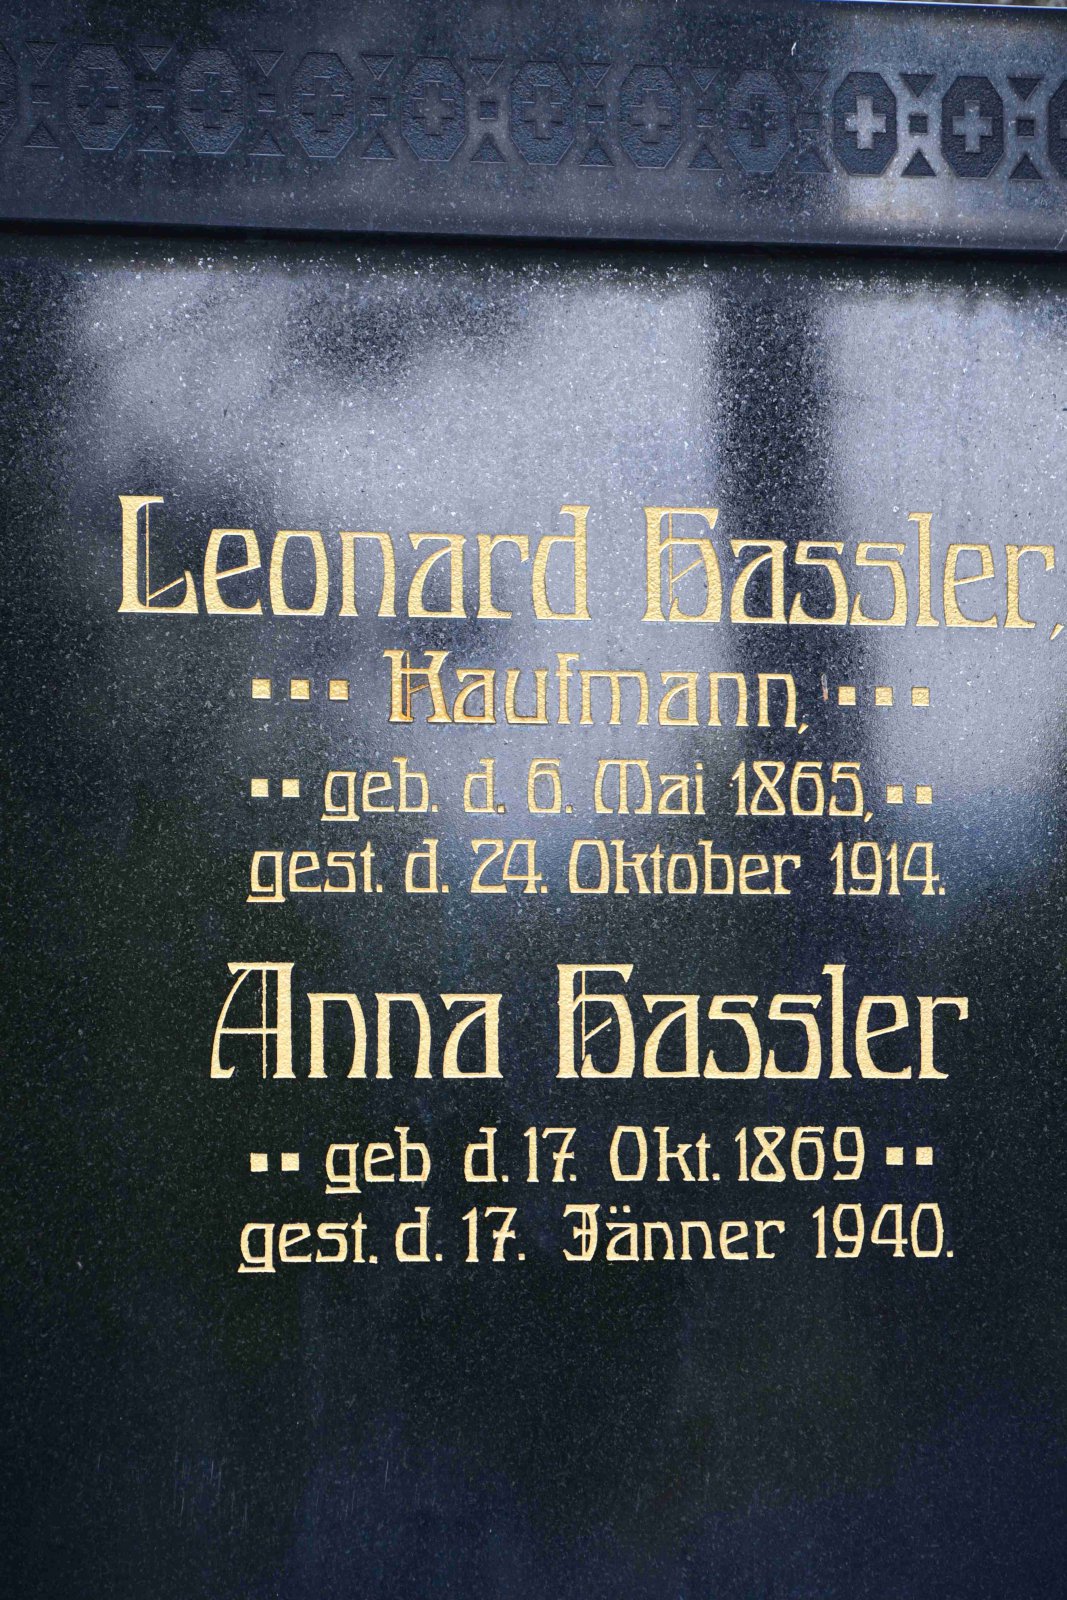 Leonard Hassler,
▪▪▪ Kaufmann, ▪▪▪
▪▪ geb. d. 6. Mai 1865, ▪▪
gest. d. 24. Oktober 1914.
Anna Hassler
▪▪ geb d. 17. Okt. 1869 ▪▪
gest. d. 17. Jänner 1940.